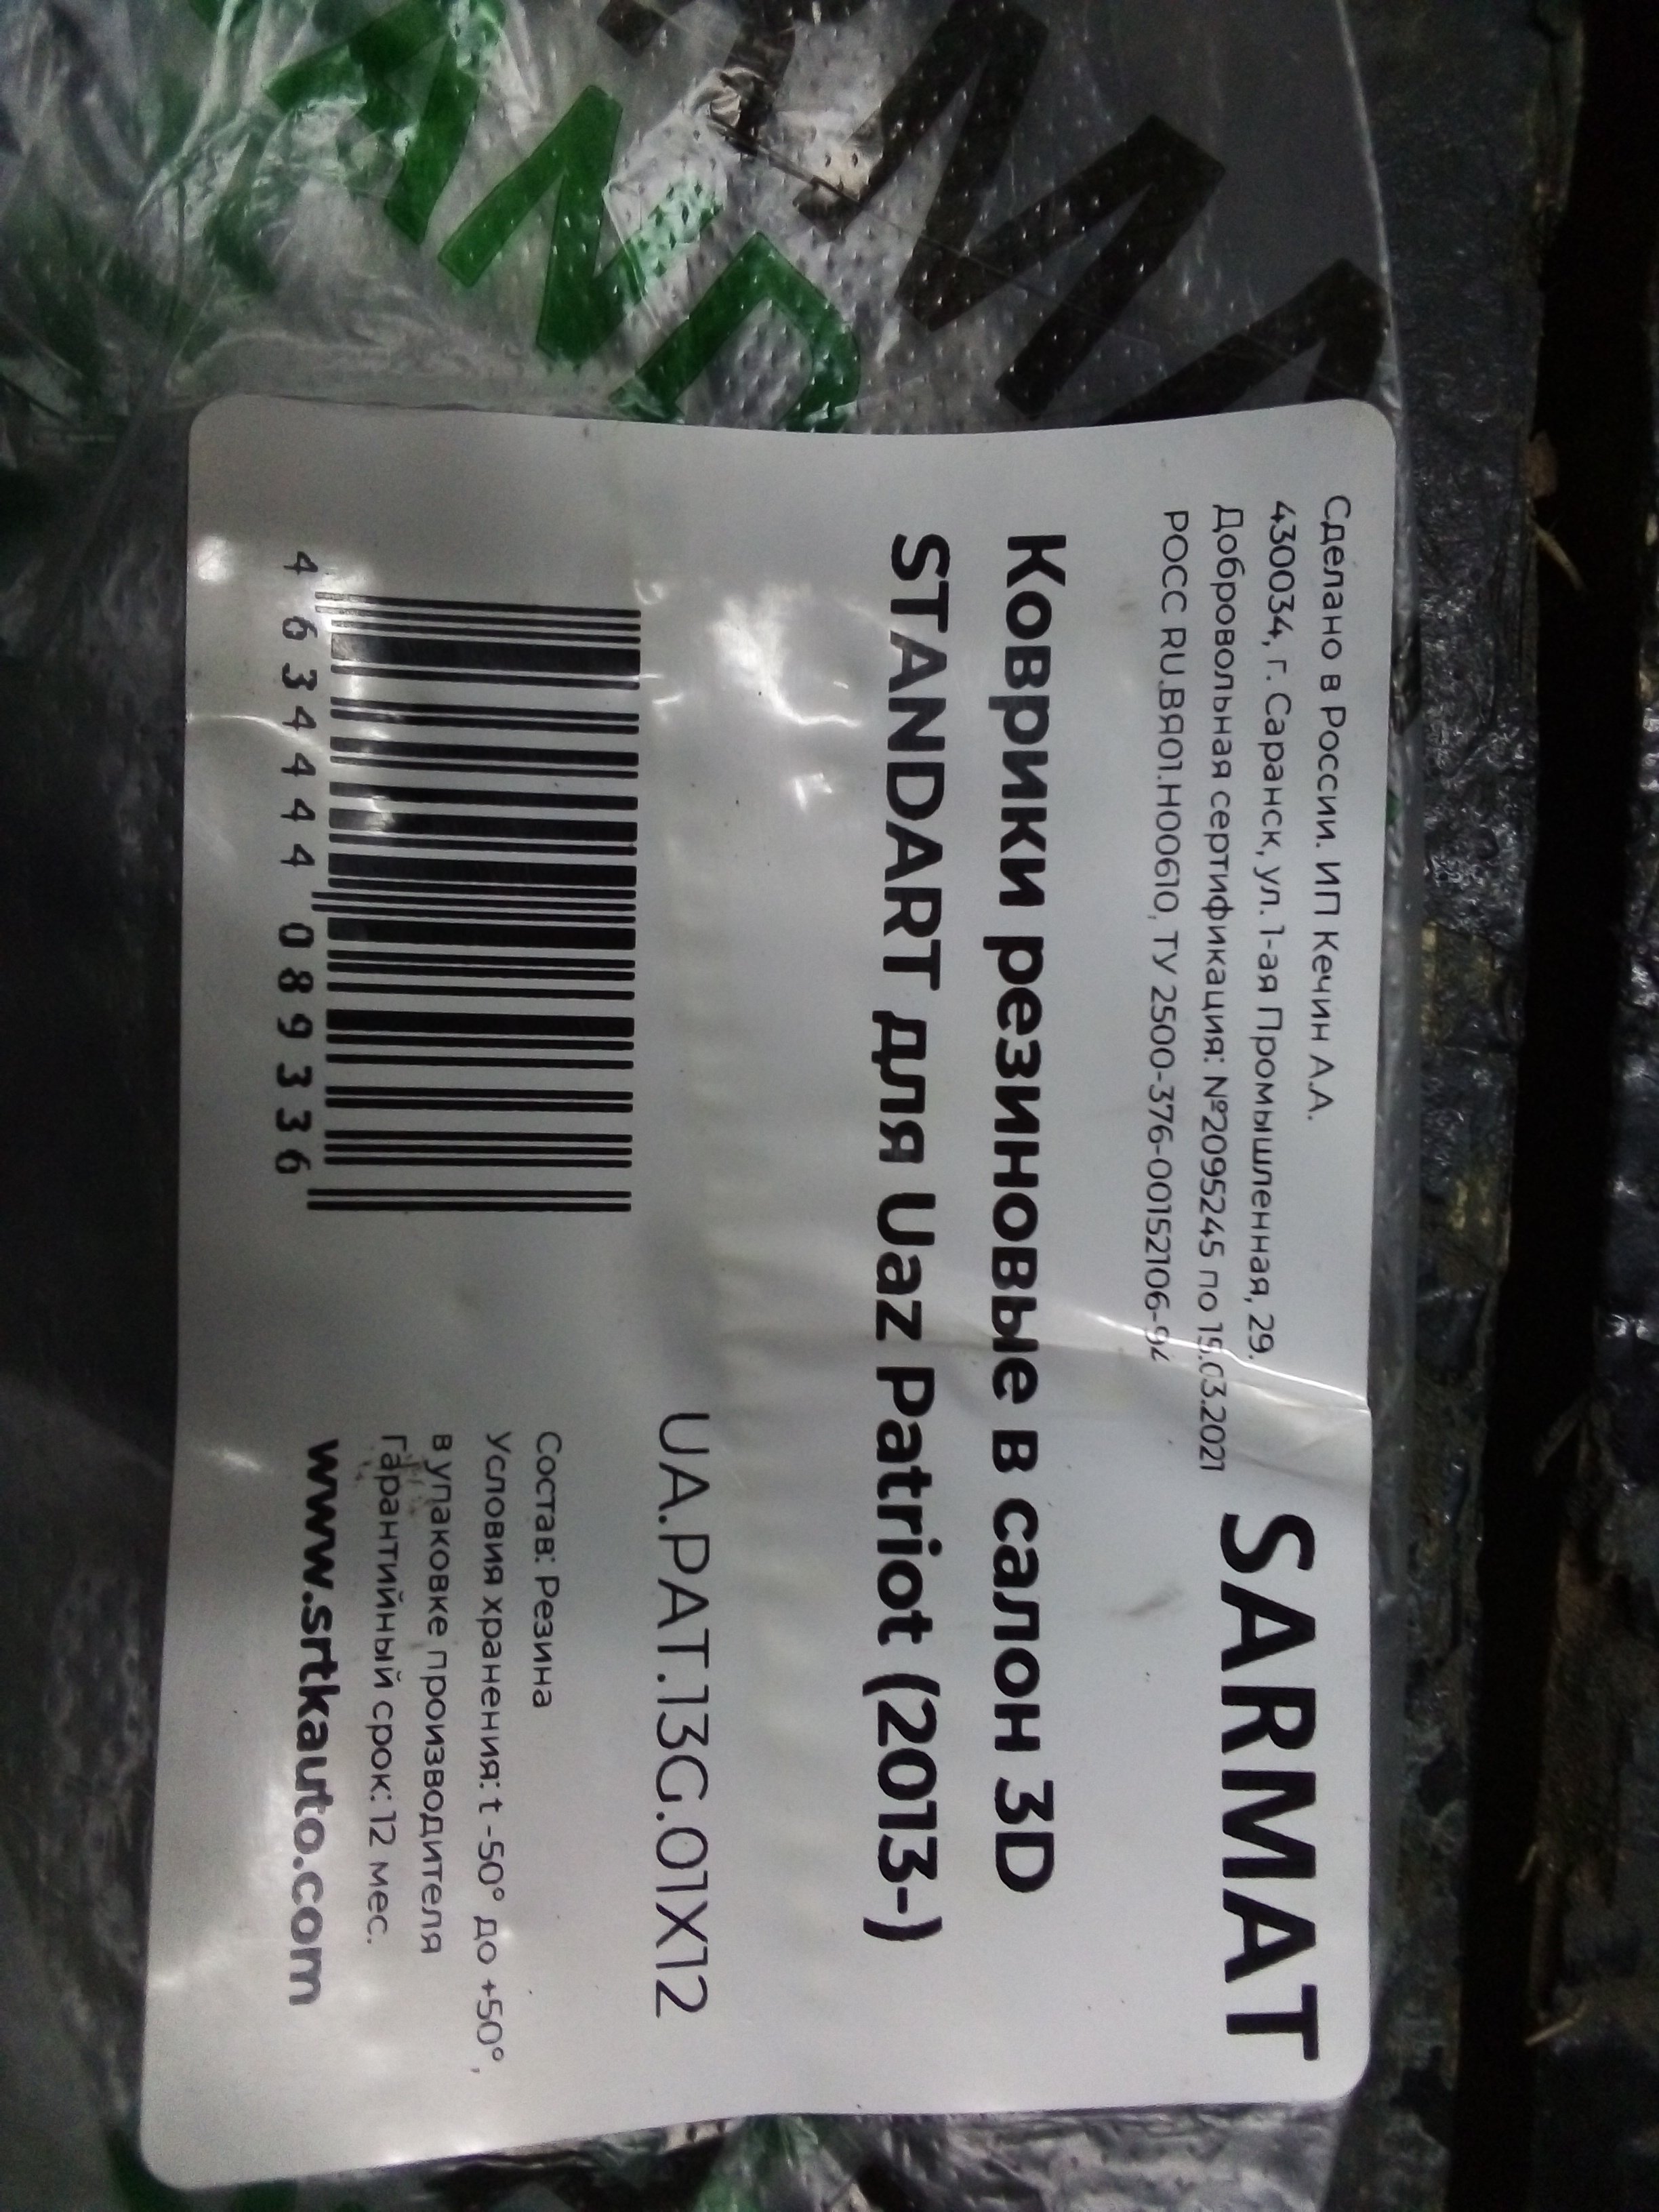 Сделано в России. ИП Кечин А.А.
430034, г. Саранск, ул. 1-ая Промышленная, 29.
Добровольная сертификация: №2095245 по 19.03.2021
РОСС RU.ВЯ01.Н00610, ТУ 2500-376-00152106-94
SARMAT
Коврики резиновые в салон 3D
STANDART для Uaz Patriot (2013-)
UA.PAT.13G.01X12
4 634444 089336
Состав: Резина
Условия хранения: t -50° до +50°,
в упаковке производителя
Гарантийный срок: 12 мес.
www.srtkauto.com